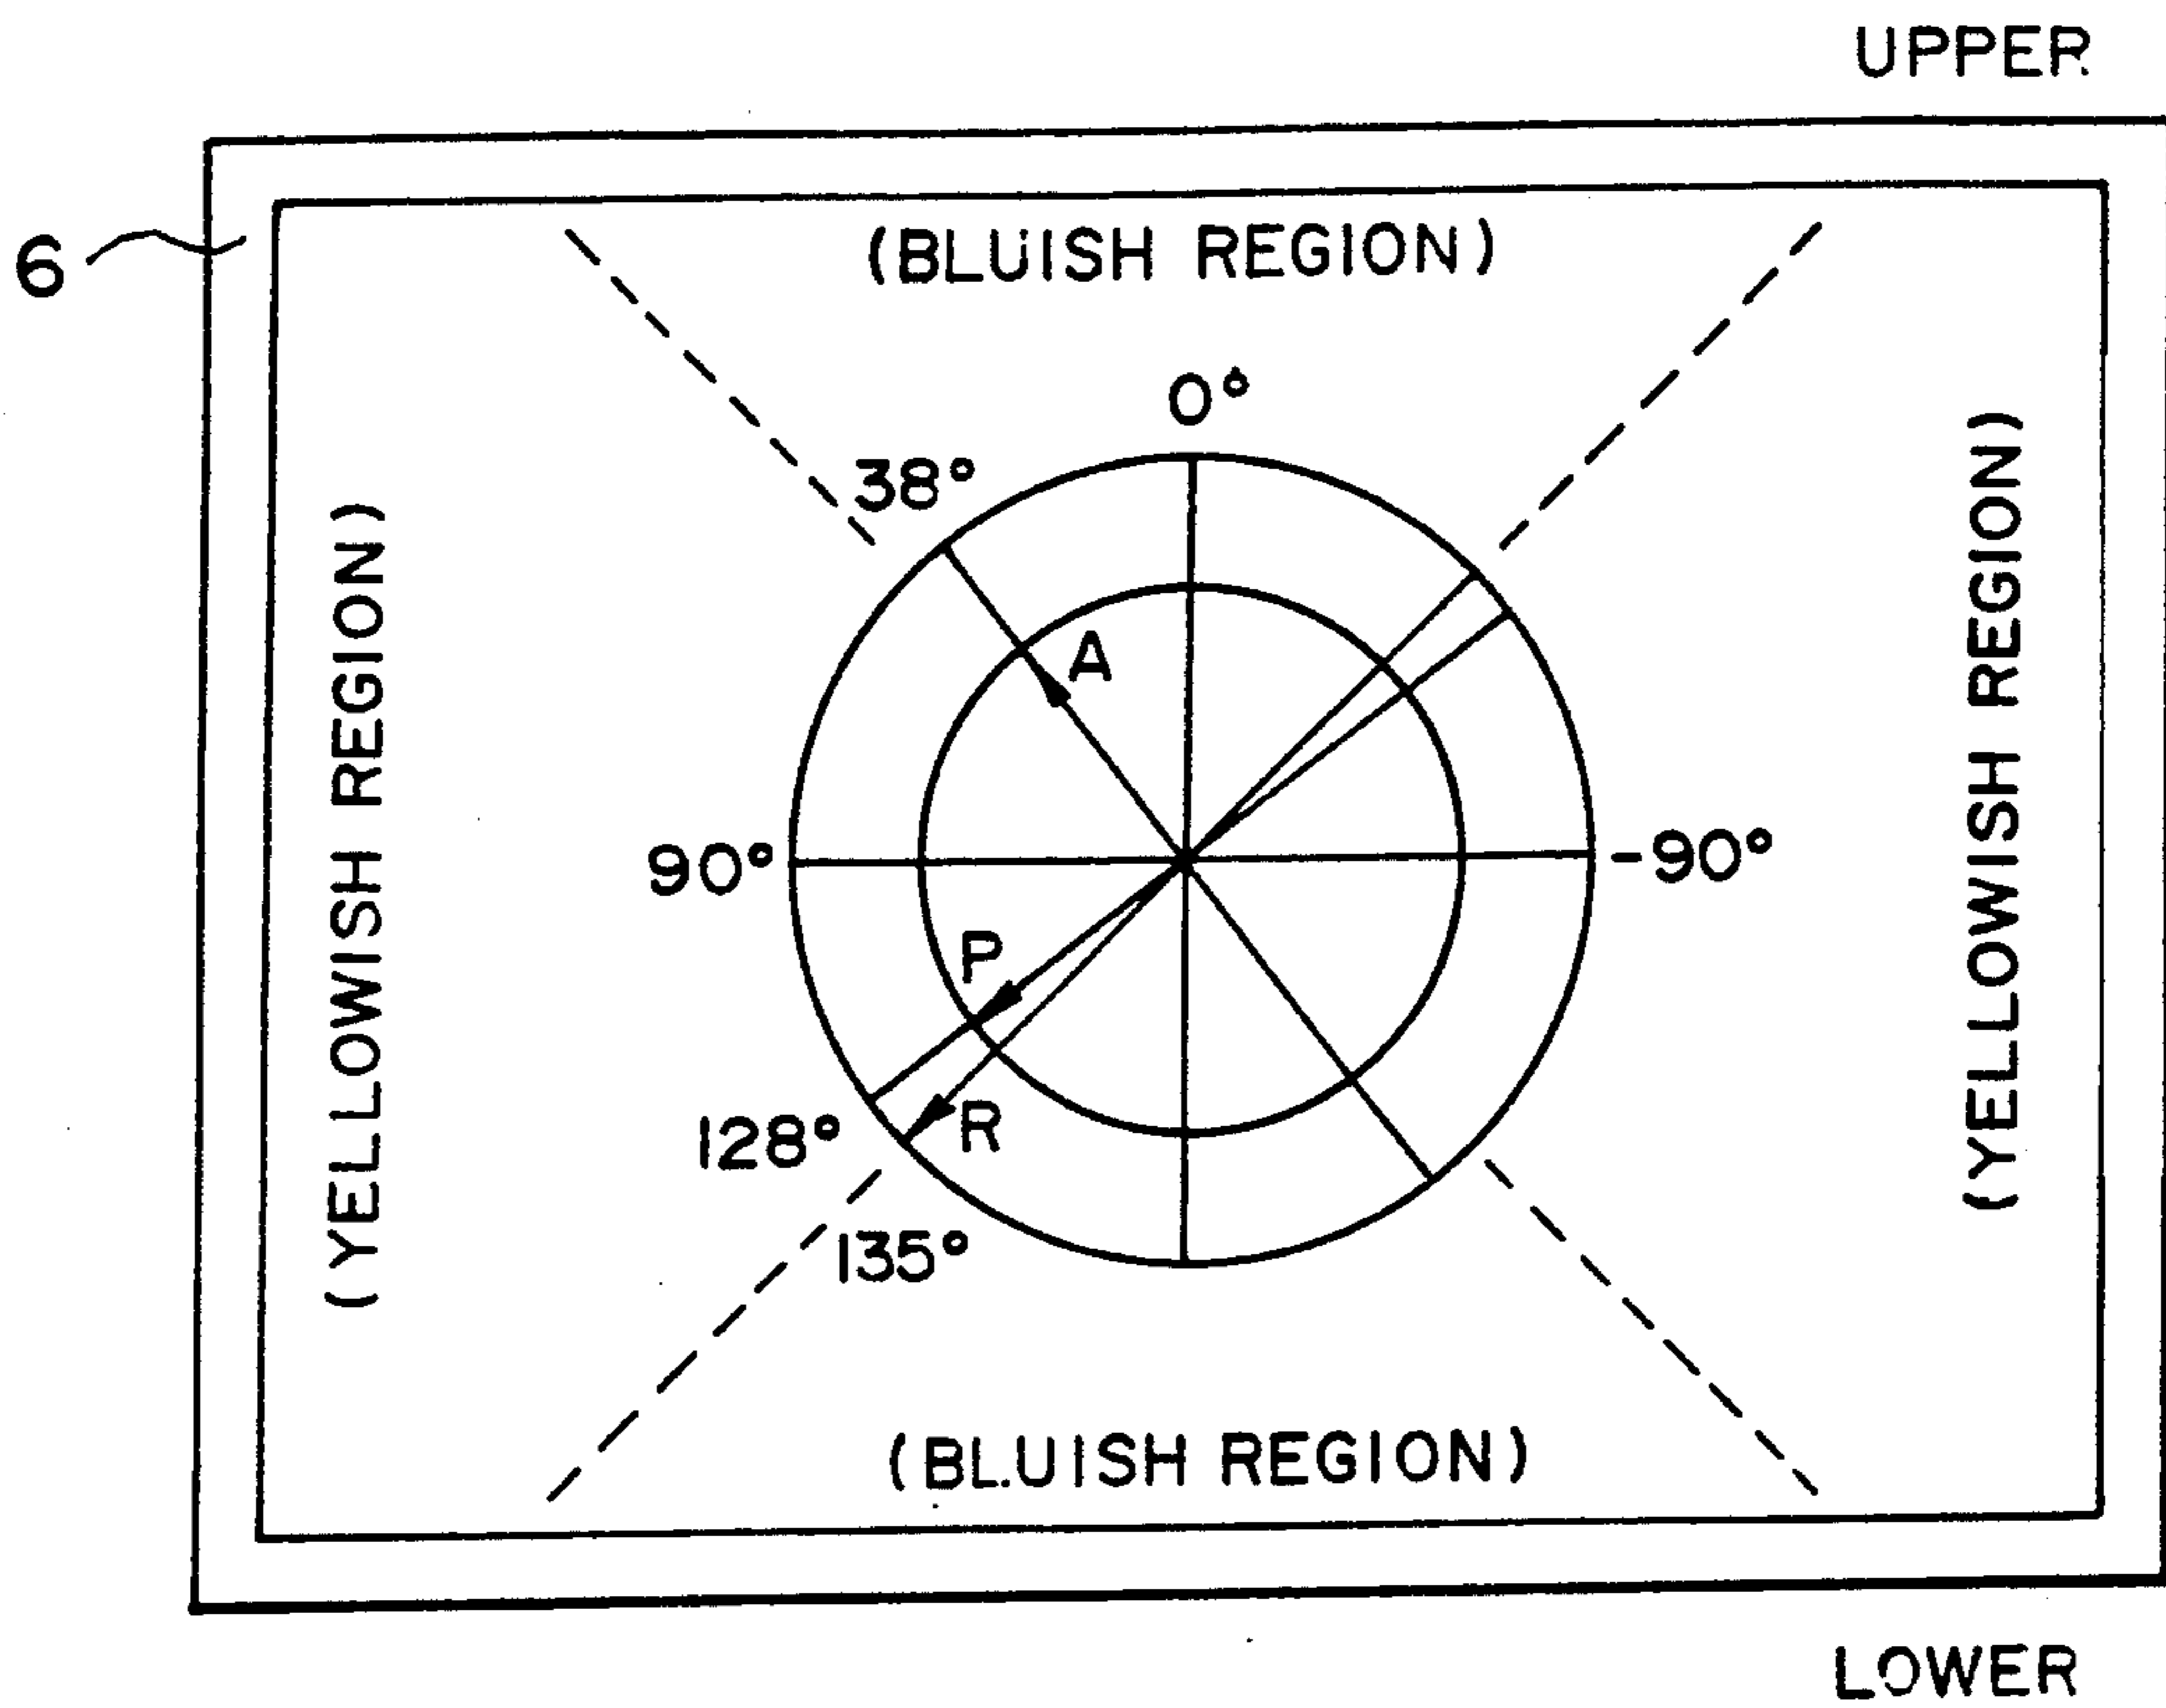 UPPER
6
(BLUISH REGION)
0°
38°
(YELLOWISH REGION)
(YELLOWISH REGION)
A
90°
-90°
P
128°
R
135°
(BLUISH REGION)
LOWER